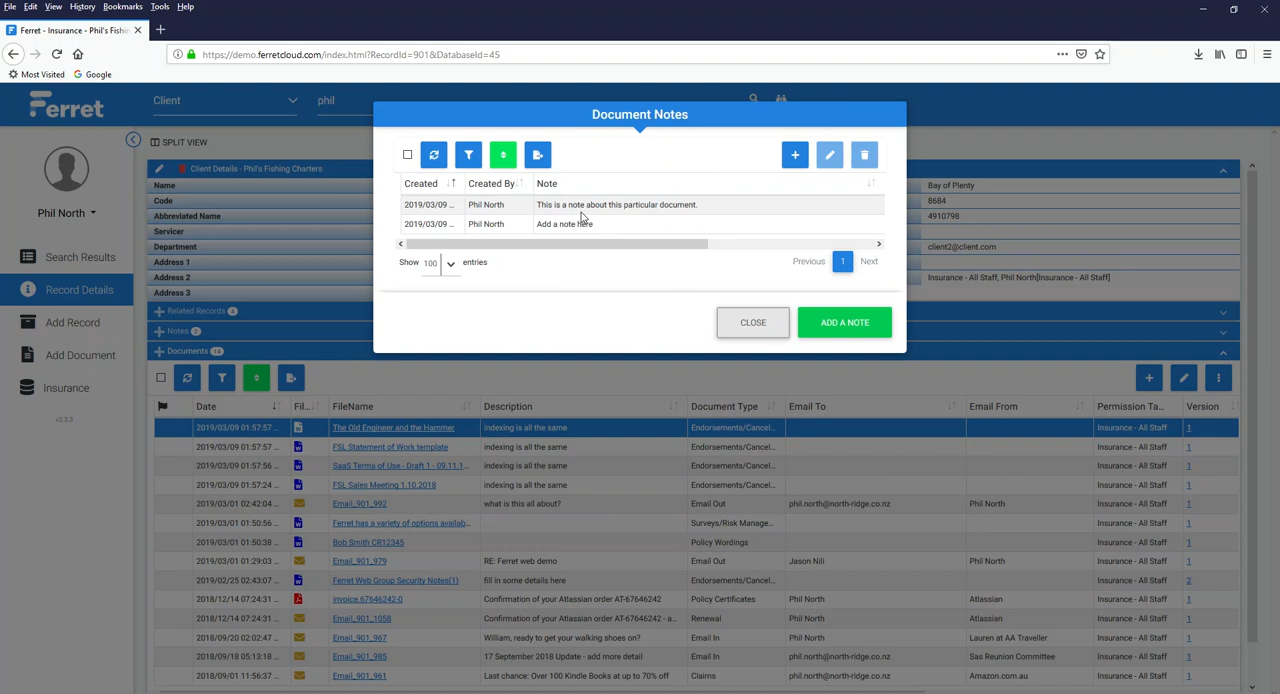 File Edit View History Bookmarks Tools Help
Ferret - Insurance - Phil's Fishin
https://demo.ferretcloud.com/index.html?RecordId=901&DatabaseId=45
Most Visited Google
Ferret Client phil
Phil North
Search Results
Record Details
Add Record
Add Document
Insurance
v2.3.3
SPLIT VIEW
Client Details - Phil's Fishing Charters
Name Bay of Plenty
Code 8684
Abbreviated Name 4910798
Servicer
Department client2@client.com
Address 1
Address 2 Insurance - All Staff, Phil North[Insurance - All Staff]
Address 3
Related Records 4
Notes 2
Documents 14
Document Notes
Created Created By Note
2019/03/09 ... Phil North This is a note about this particular document.
2019/03/09 ... Phil North Add a note here
Show 100 entries Previous 1 Next
CLOSE ADD A NOTE
Date Fil... FileName Description Document Type Email To Email From Permission Ta... Version
2019/03/09 01:57:57 ... The Old Engineer and the Hammer indexing is all the same Endorsements/Cancel... Insurance - All Staff 1
2019/03/09 01:57:57 ... FSL Statement of Work template indexing is all the same Endorsements/Cancel... Insurance - All Staff 1
2019/03/09 01:57:56 ... SaaS Terms of Use - Draft 1 - 09.11.1... indexing is all the same Endorsements/Cancel... Insurance - All Staff 1
2019/03/09 01:57:24 ... FSL Sales Meeting 1.10.2018 indexing is all the same Endorsements/Cancel... Insurance - All Staff 1
2019/03/01 02:42:04 ... Email_901_992 what is this all about? Email Out phil.north@north-ridge.co.nz Phil North Insurance - All Staff 1
2019/03/01 01:50:56 ... Ferret has a variety of options availab... Surveys/Risk Manage... Insurance - All Staff 1
2019/03/01 01:50:38 ... Bob Smith CR12345 Policy Wordings Insurance - All Staff 1
2019/03/01 01:29:03 ... Email_901_979 RE: Ferret web demo Email Out Jason Nili Phil North Insurance - All Staff 1
2019/02/25 02:43:07 ... Ferret Web Group Security Notes(1) fill in some details here Endorsements/Cancel... Insurance - All Staff 2
2018/12/14 07:24:31 ... invoice.67646242-0 Confirmation of your Atlassian order AT-67646242 Policy Certificates Phil North Atlassian Insurance - All Staff 1
2018/12/14 07:24:31 ... Email_901_1058 Confirmation of your Atlassian order AT-67646242 - a... Renewal Phil North Atlassian Insurance - All Staff 1
2018/09/20 02:02:47 ... Email_901_967 William, ready to get your walking shoes on? Email In Phil North Lauren at AA Traveller Insurance - All Staff 1
2018/09/18 05:13:18 ... Email_901_985 17 September 2018 Update - add more detail Email In phil.north@north-ridge.co.nz Sas Reunion Committee Insurance - All Staff 1
2018/09/01 11:56:37 ... Email_901_961 Last chance: Over 100 Kindle Books at up to 70% off Claims phil.north@north-ridge.co.nz Amazon.com.au Insurance - All Staff 1